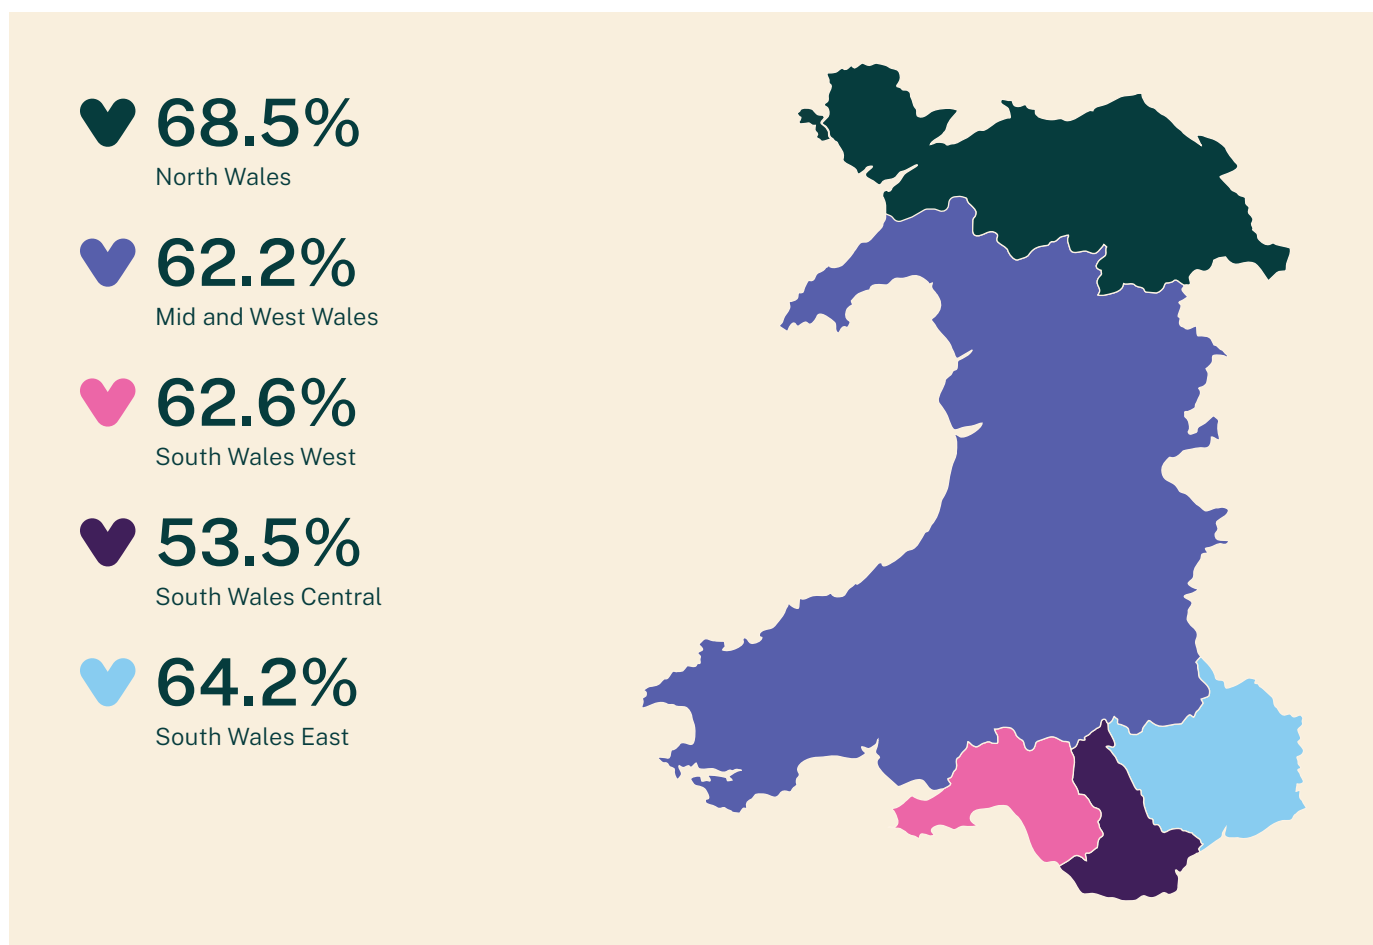 68.5%
North Wales
62.2%
Mid and West Wales
62.6%
South Wales West
53.5%
South Wales Central
64.2%
South Wales East